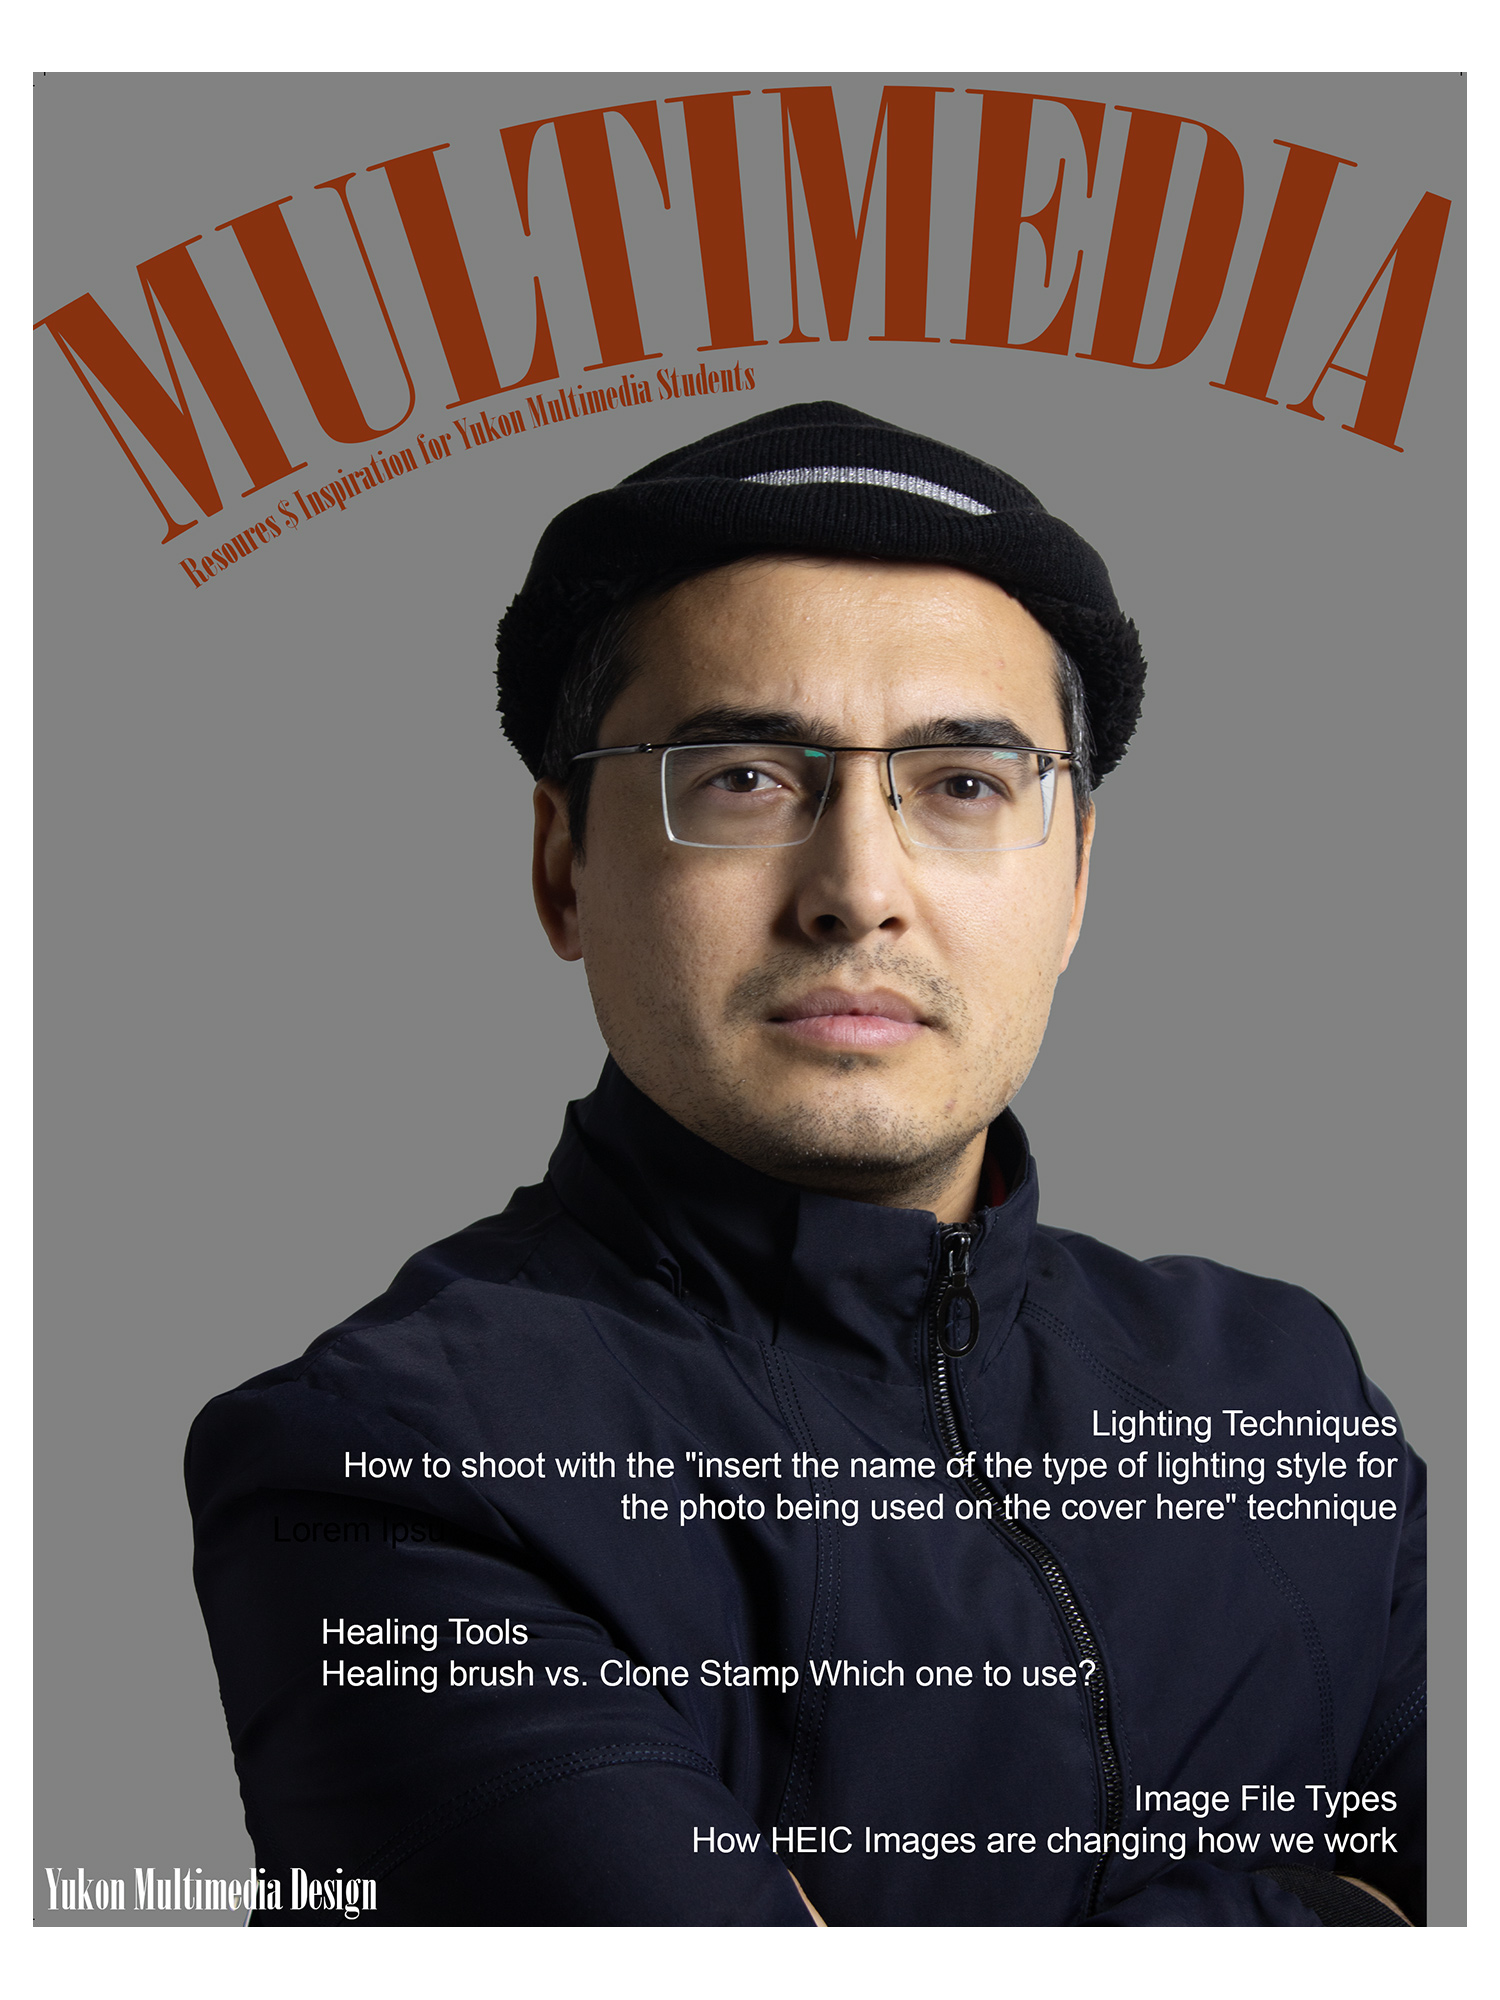 MULTIMEDIA
Resoures $ Inspiration for Yukon Multimedia Students
Lighting Techniques
How to shoot with the "insert the name of the type of lighting style for
the photo being used on the cover here" technique
Lorem Ipsu
Healing Tools
Healing brush vs. Clone Stamp Which one to use?
Image File Types
How HEIC Images are changing how we work
Yukon Multimedia Design